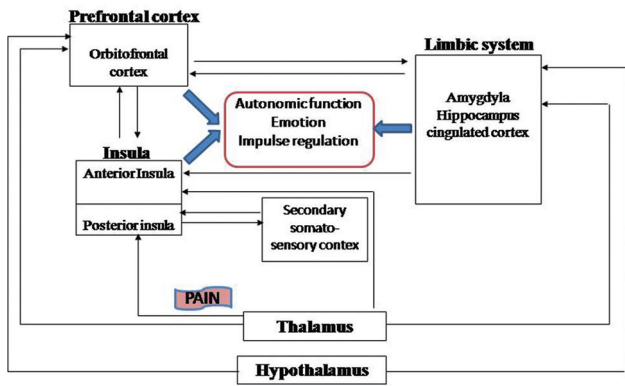 Prefrontal cortex
Orbitofrontal
cortex
Limbic system
Amygdyla
Hippocampus
cingulated cortex
Autonomic function
Emotion
Impulse regulation
Insula
Anterior Insula
Posterior insula
Secondary
somato-
sensory contex
PAIN
Thalamus
Hypothalamus